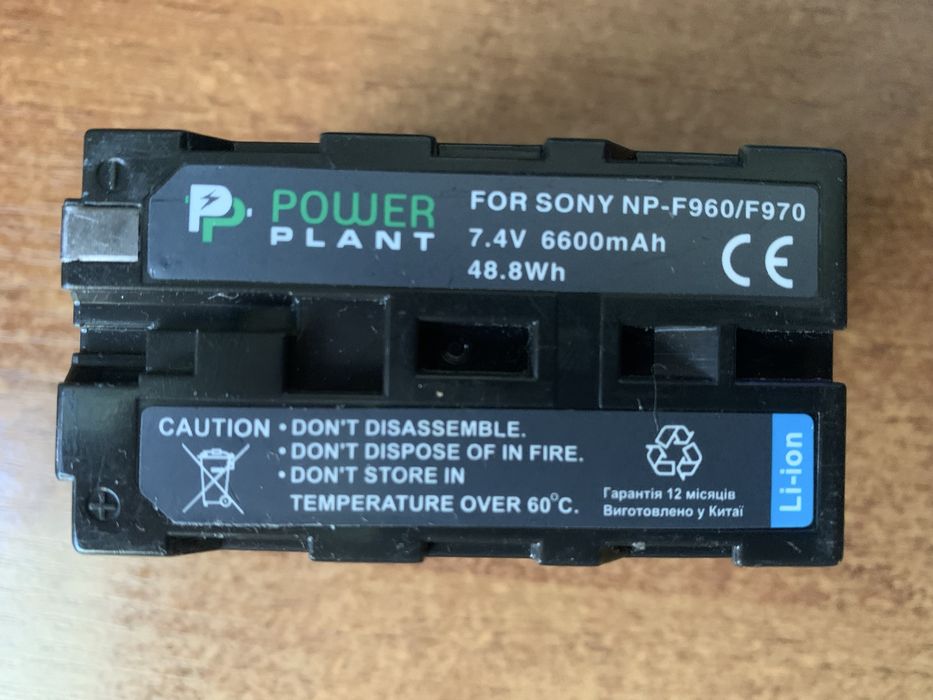 POWER
PLANT
FOR SONY NP-F960/F970
7.4V 6600mAh
48.8Wh
CE
CAUTION • DON'T DISASSEMBLE.
• DON'T DISPOSE OF IN FIRE.
• DON'T STORE IN
TEMPERATURE OVER 60°C.
Гарантія 12 місяців
Виготовлено у Китаї
Li-ion